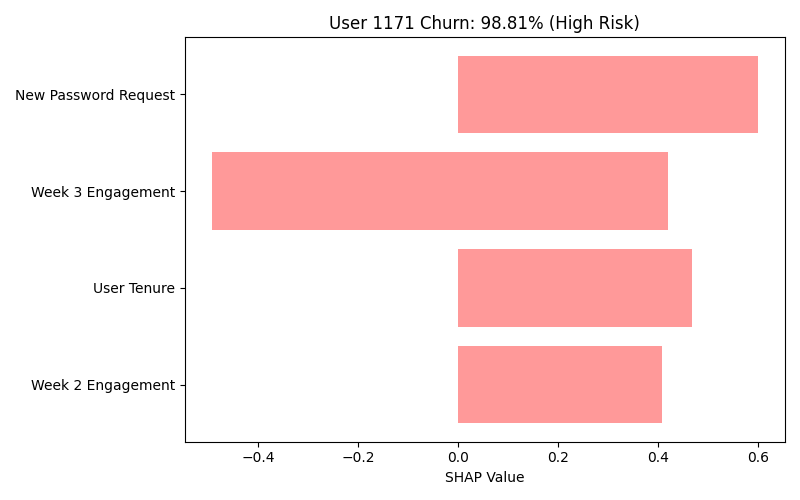 User 1171 Churn: 98.81% (High Risk)
New Password Request
Week 3 Engagement
User Tenure
Week 2 Engagement
−0.4 −0.2 0.0 0.2 0.4 0.6
SHAP Value